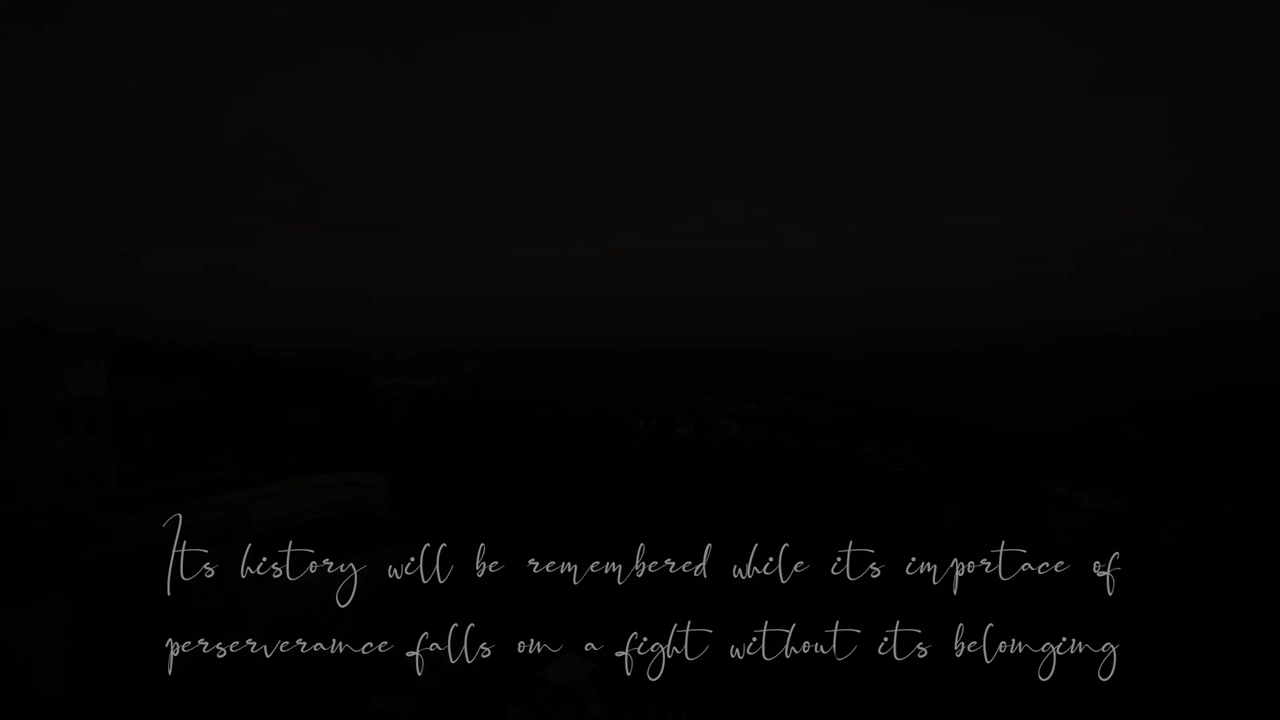 Its history will be remembered while its importace of
perserverance falls on a fight without its belonging